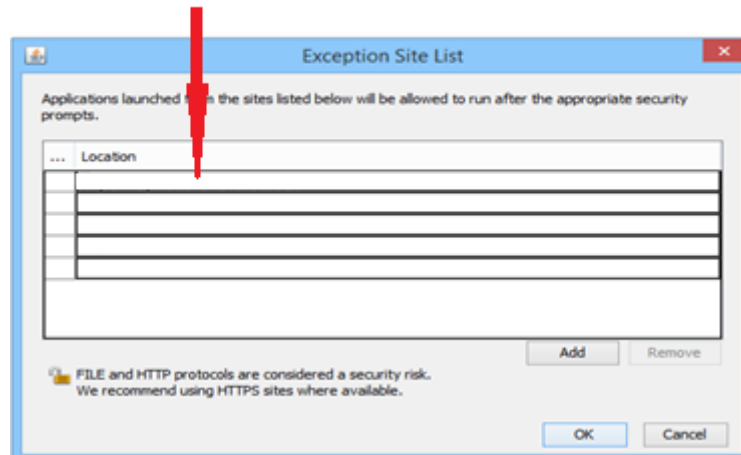 Exception Site List
Applications launched from the sites listed below will be allowed to run after the appropriate security
prompts.
... Location
Add Remove
FILE and HTTP protocols are considered a security risk.
We recommend using HTTPS sites where available.
OK Cancel